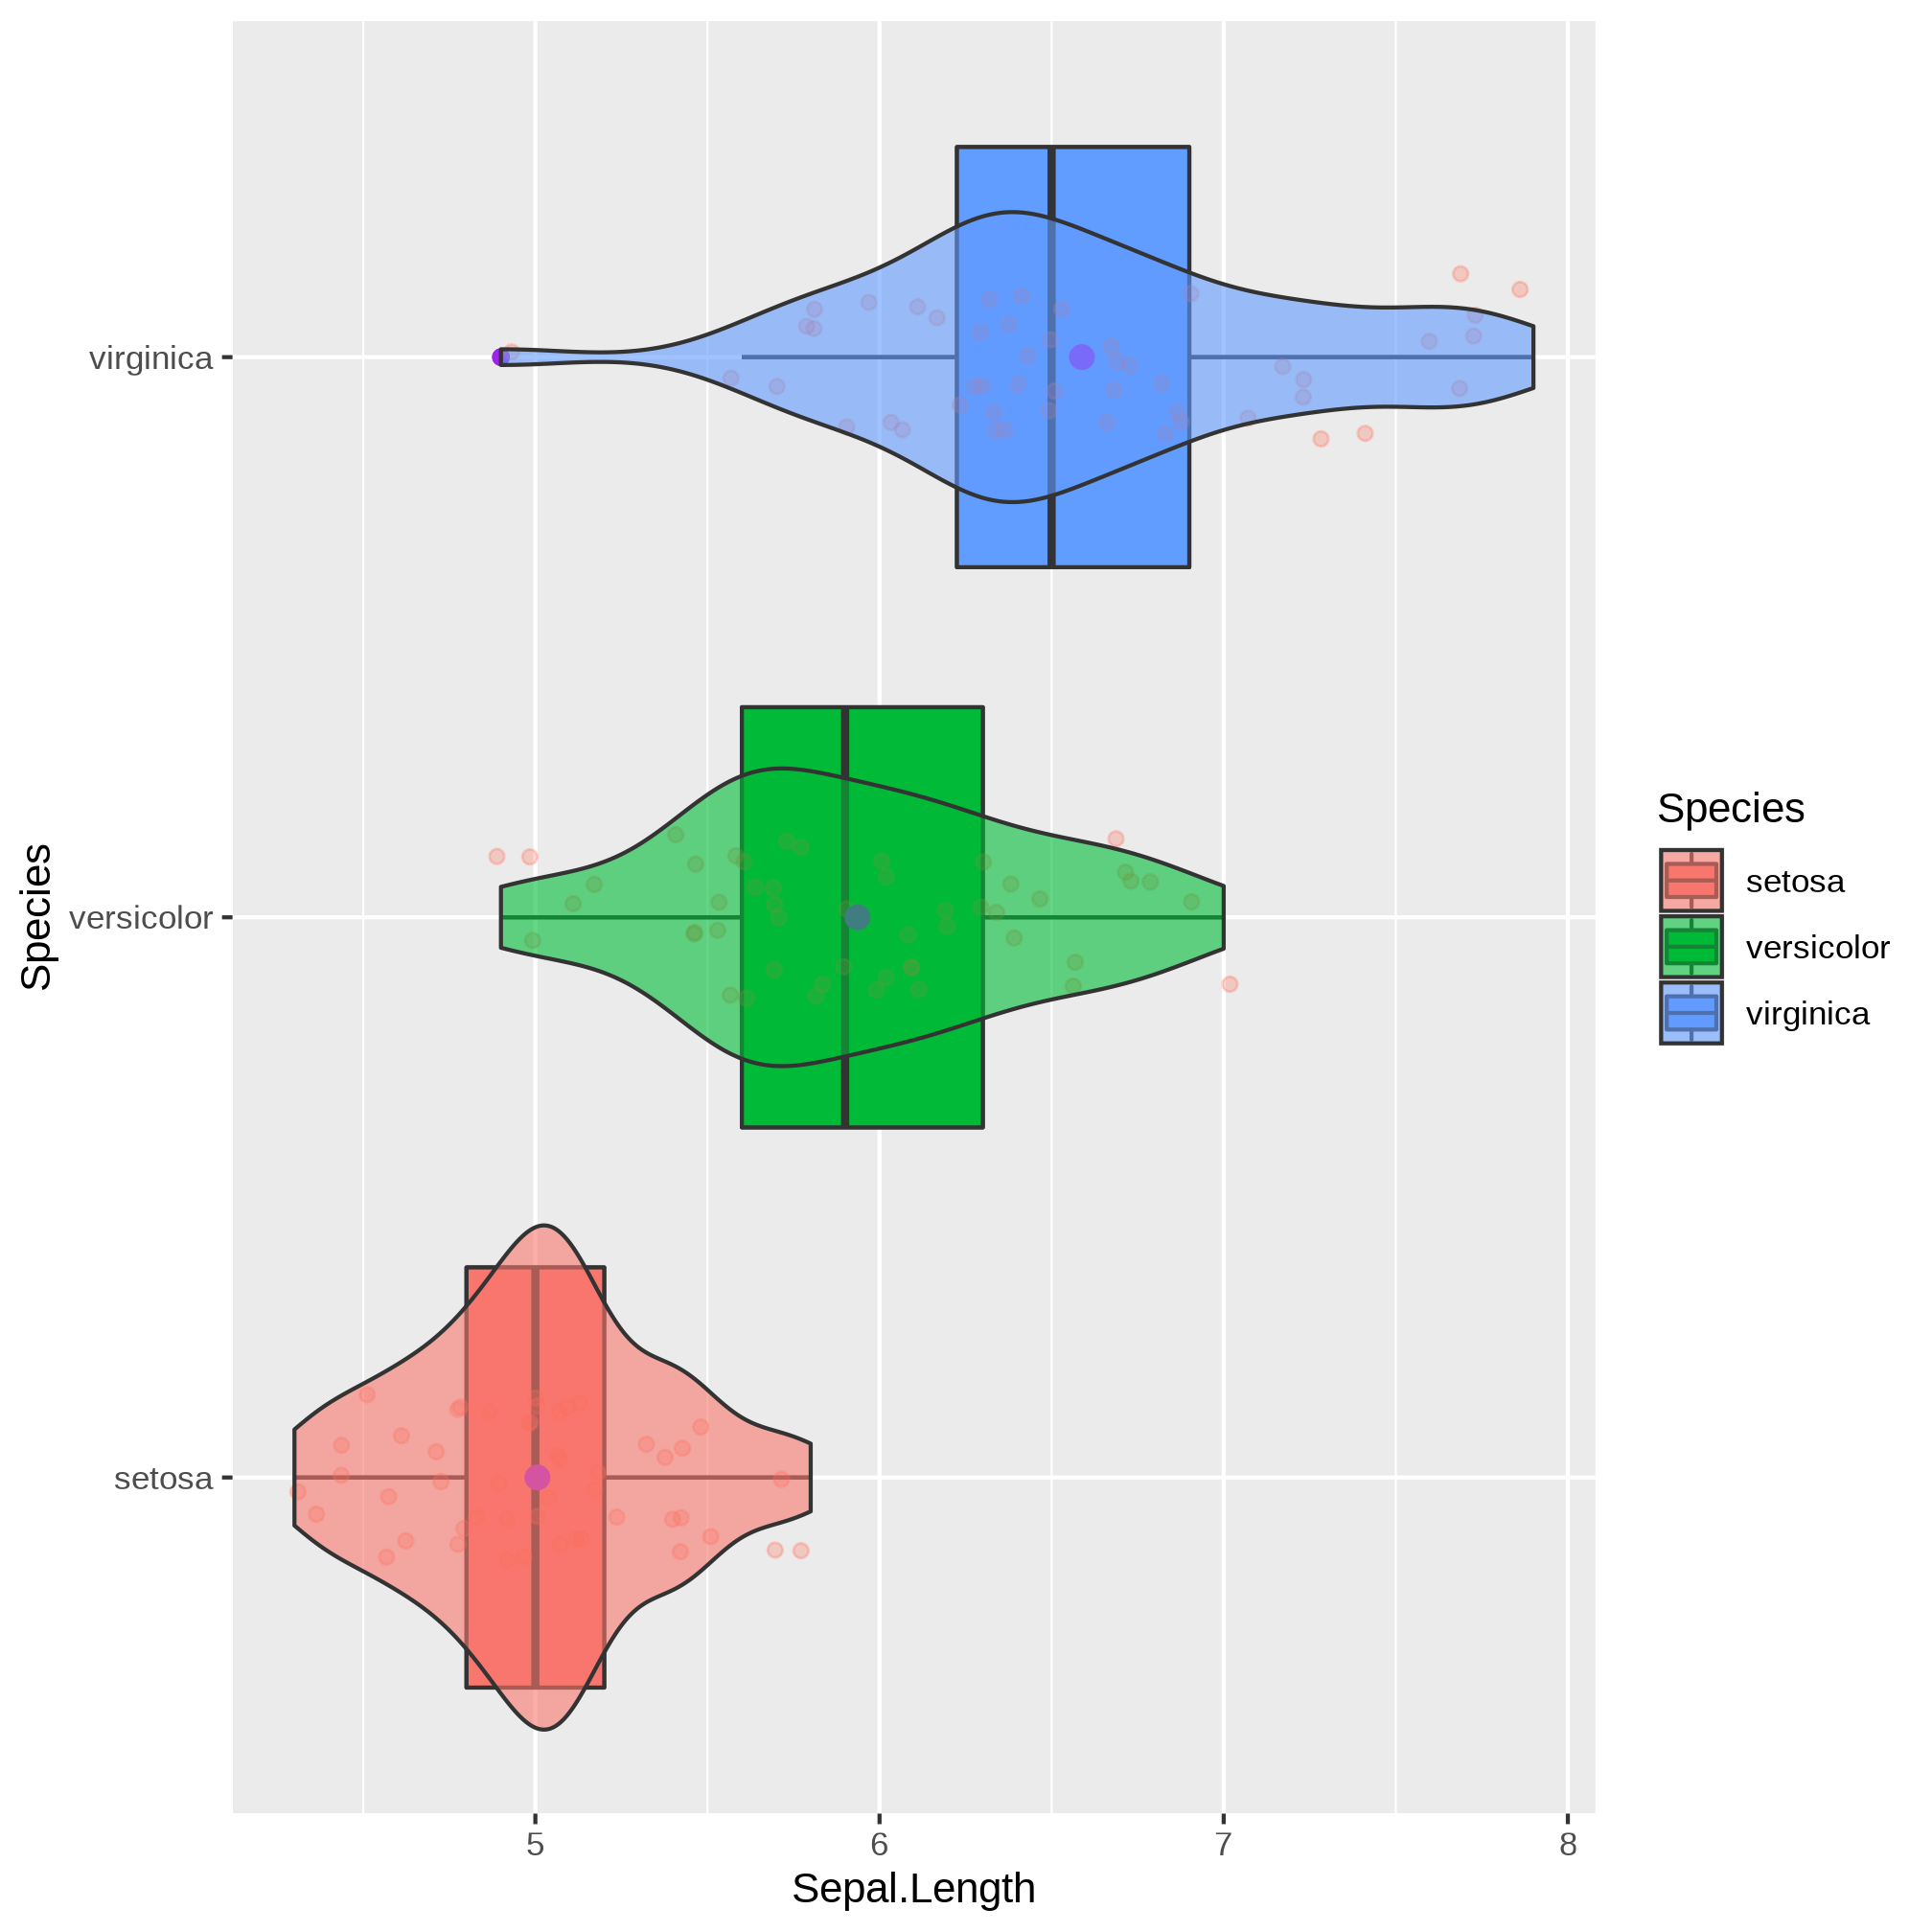 virginica
versicolor
setosa
Species
5 6 7 8
Sepal.Length
Species
setosa
versicolor
virginica